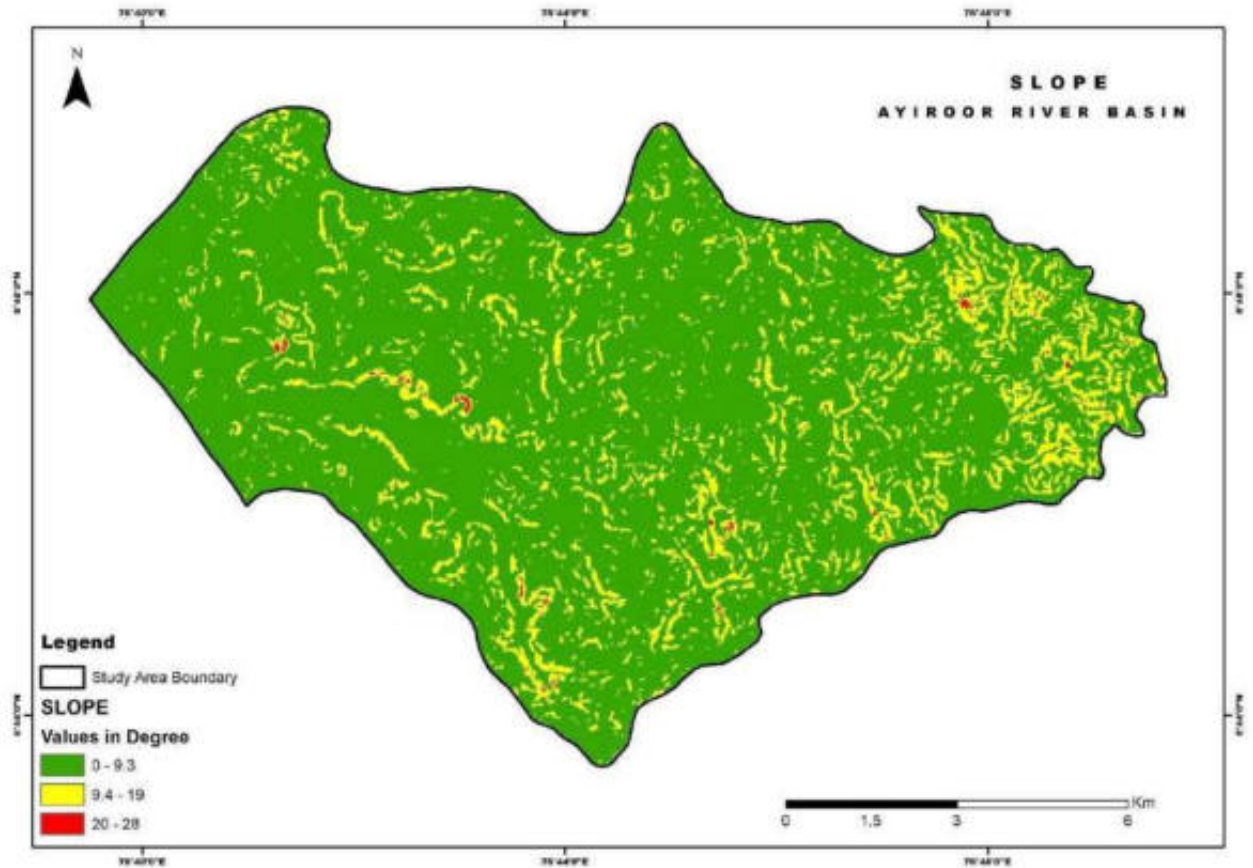 N
SLOPE
AYIROOR RIVER BASIN
Legend
Study Area Boundary
SLOPE
Values in Degree
0 - 9.3
9.4 - 19
20 - 28
Km
0 1.5 3 6